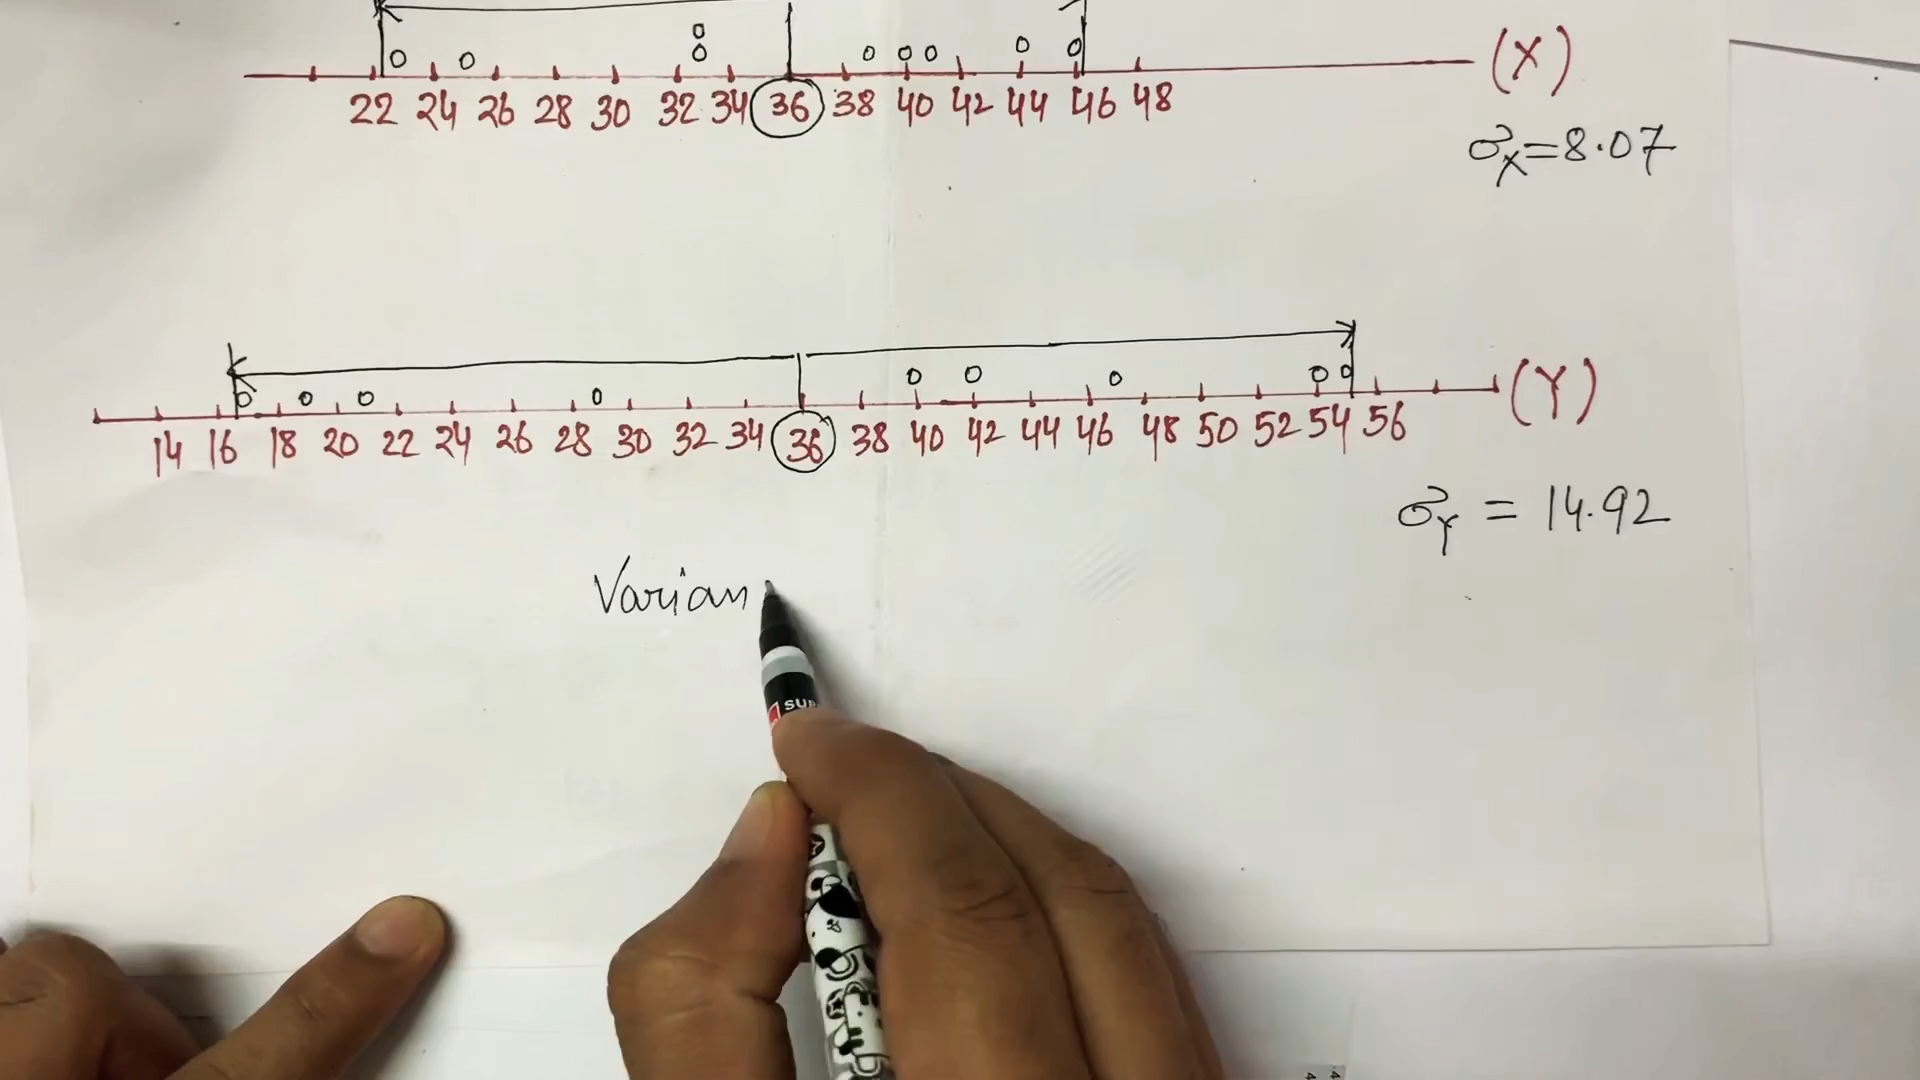 (X)
22 24 26 28 30 32 34 36 38 40 42 44 46 48
σX=8.07
(Y)
14 16 18 20 22 24 26 28 30 32 34 36 38 40 42 44 46 48 50 52 54 56
σY = 14.92
Varian
SUP